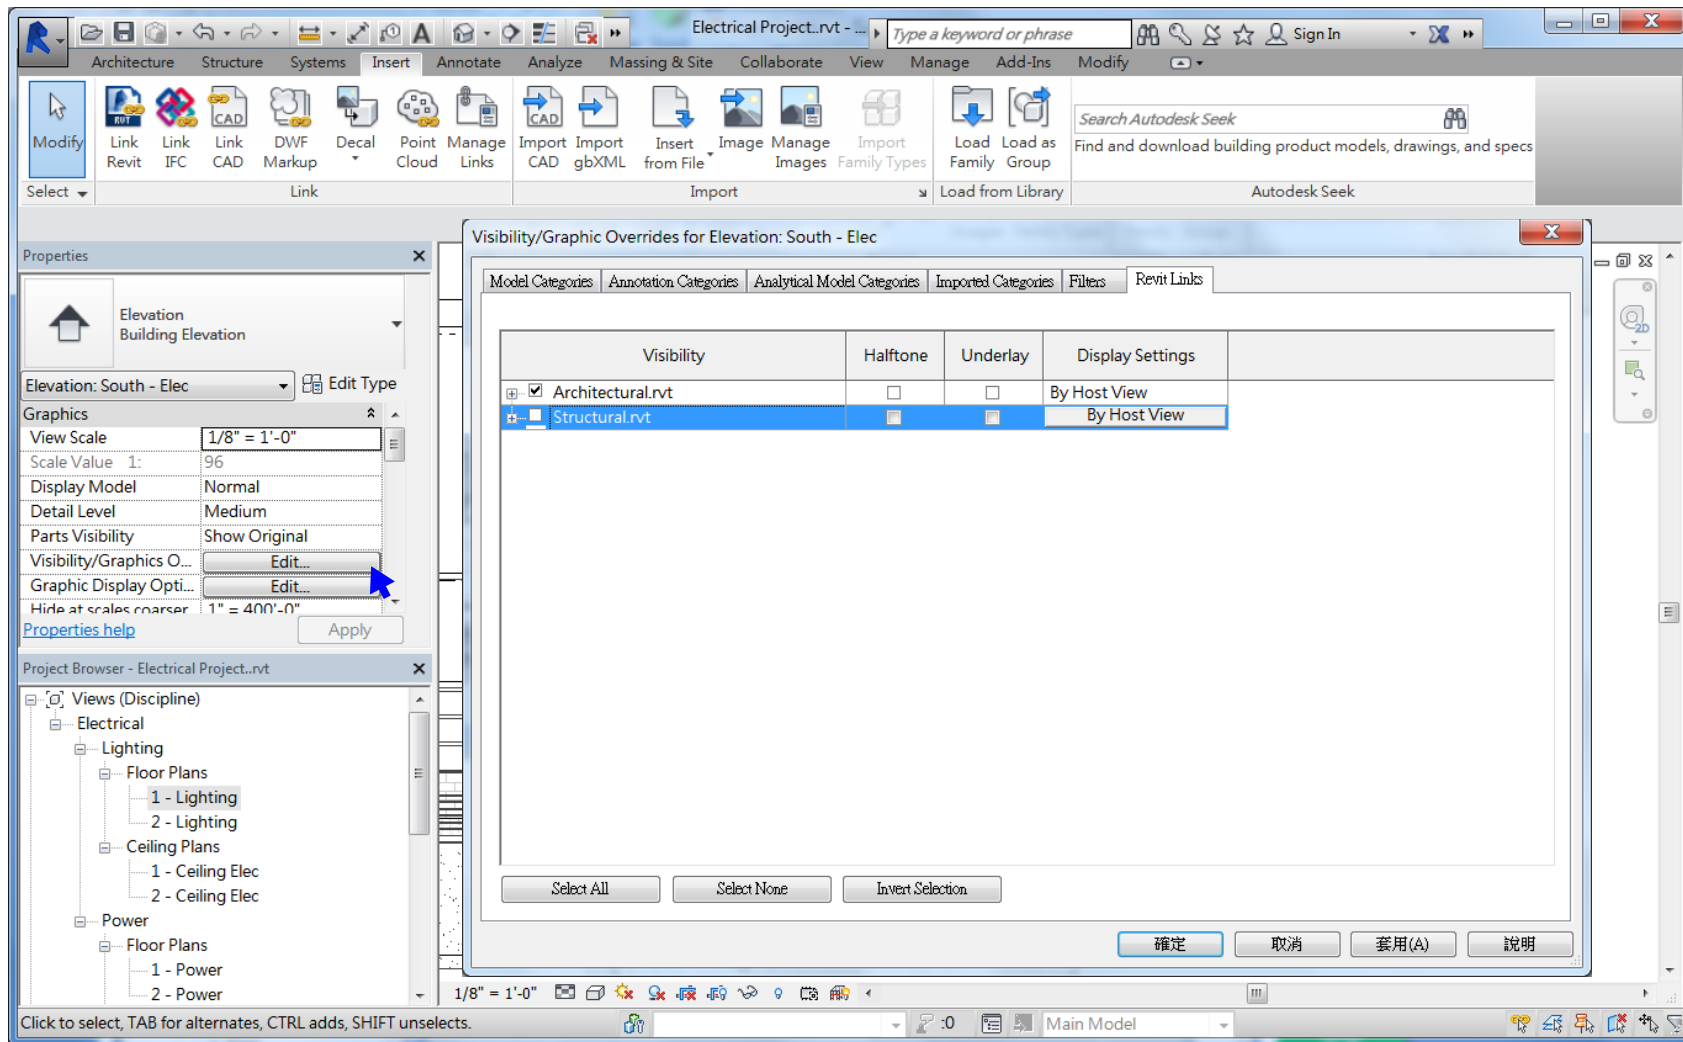 Electrical Project..rvt - ...
Type a keyword or phrase
Sign In
Architecture Structure Systems Insert Annotate Analyze Massing & Site Collaborate View Manage Add-Ins Modify
Modify
Link Revit
Link IFC
Link CAD
DWF Markup
Decal
Point Cloud
Manage Links
Import CAD
Import gbXML
Insert from File
Image
Manage Images
Import Family Types
Load Family
Load as Group
Search Autodesk Seek
Find and download building product models, drawings, and specs
Select
Link
Import
Load from Library
Autodesk Seek
Properties
Elevation
Building Elevation
Elevation: South - Elec
Edit Type
Graphics
View Scale 1/8" = 1'-0"
Scale Value 1: 96
Display Model Normal
Detail Level Medium
Parts Visibility Show Original
Visibility/Graphics O... Edit...
Graphic Display Opti... Edit...
Hide at scales coarser 1" = 400'-0"
Properties help
Apply
Project Browser - Electrical Project..rvt
Views (Discipline)
Electrical
Lighting
Floor Plans
1 - Lighting
2 - Lighting
Ceiling Plans
1 - Ceiling Elec
2 - Ceiling Elec
Power
Floor Plans
1 - Power
2 - Power
Visibility/Graphic Overrides for Elevation: South - Elec
Model Categories Annotation Categories Analytical Model Categories Imported Categories Filters Revit Links
Visibility Halftone Underlay Display Settings
Architectural.rvt By Host View
Structural.rvt By Host View
Select All
Select None
Invert Selection
確定
取消
套用(A)
說明
2D
1/8" = 1'-0"
Click to select, TAB for alternates, CTRL adds, SHIFT unselects.
:0
Main Model